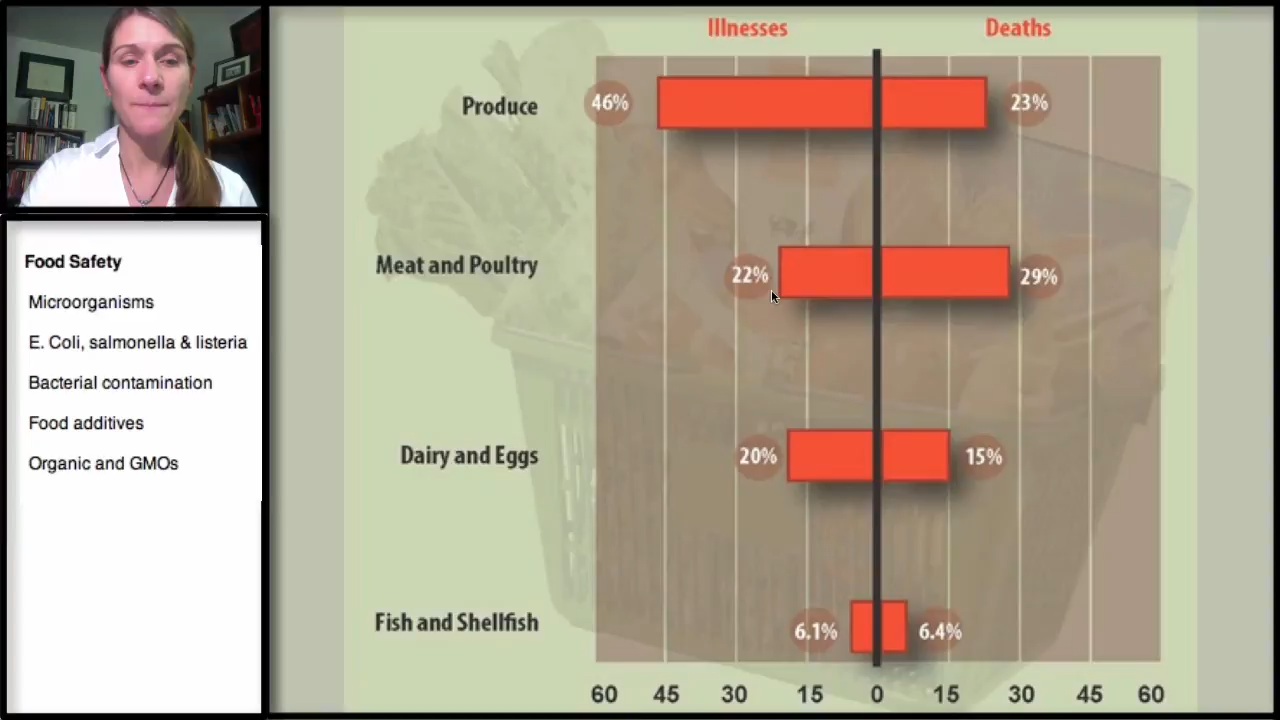 Food Safety
Microorganisms
E. Coli, salmonella & listeria
Bacterial contamination
Food additives
Organic and GMOs
Illnesses Deaths
Produce 46% 23%
Meat and Poultry 22% 29%
Dairy and Eggs 20% 15%
Fish and Shellfish 6.1% 6.4%
60 45 30 15 0 15 30 45 60